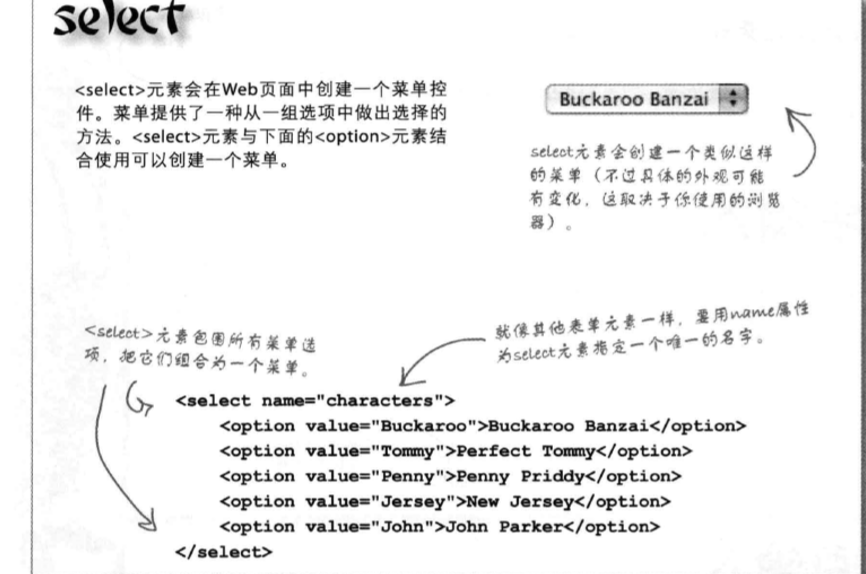 select
<select>元素会在Web页面中创建一个菜单控
件。菜单提供了一种从一组选项中做出选择的
方法。<select>元素与下面的<option>元素结
合使用可以创建一个菜单。
Buckaroo Banzai
select元素会创建一个类似这样
的菜单（不过具体的外观可能
有变化，这取决于你使用的浏览
器）。
<select>元素包围所有菜单选
项，把它们组合为一个菜单。
就像其他表单元素一样，要用name属性
为select元素指定一个唯一的名字。
<select name="characters">
<option value="Buckaroo">Buckaroo Banzai</option>
<option value="Tommy">Perfect Tommy</option>
<option value="Penny">Penny Priddy</option>
<option value="Jersey">New Jersey</option>
<option value="John">John Parker</option>
</select>